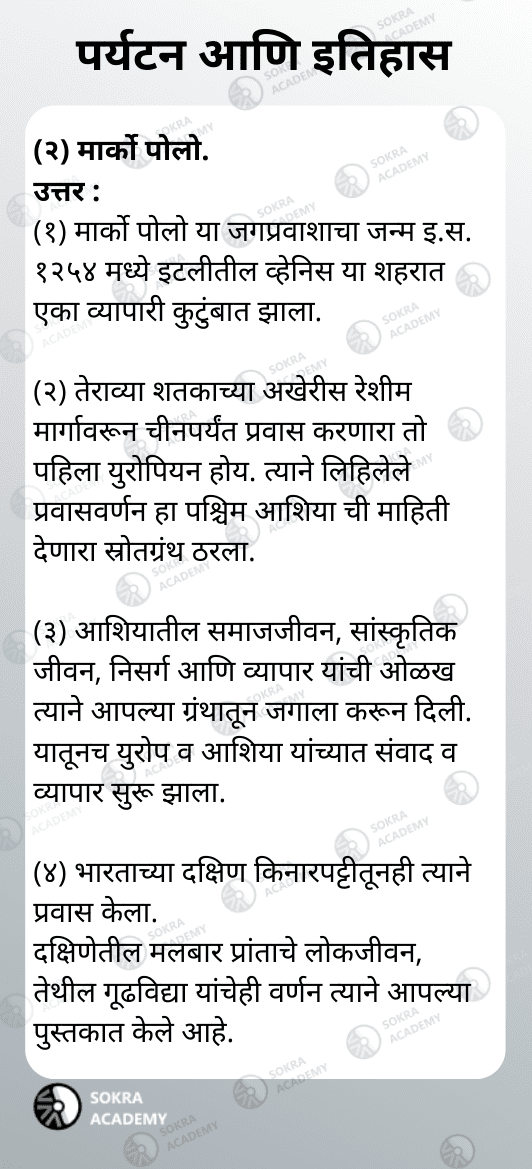 पर्यटन आणि इतिहास
(२) मार्को पोलो.
उत्तर :
(१) मार्को पोलो या जगप्रवाशाचा जन्म इ.स.
१२५४ मध्ये इटलीतील व्हेनिस या शहरात
एका व्यापारी कुटुंबात झाला.
(२) तेराव्या शतकाच्या अखेरीस रेशीम
मार्गावरून चीनपर्यंत प्रवास करणारा तो
पहिला युरोपियन होय. त्याने लिहिलेले
प्रवासवर्णन हा पश्चिम आशिया ची माहिती
देणारा स्रोतग्रंथ ठरला.
(३) आशियातील समाजजीवन, सांस्कृतिक
जीवन, निसर्ग आणि व्यापार यांची ओळख
त्याने आपल्या ग्रंथातून जगाला करून दिली.
यातूनच युरोप व आशिया यांच्यात संवाद व
व्यापार सुरू झाला.
(४) भारताच्या दक्षिण किनारपट्टीतूनही त्याने
प्रवास केला.
दक्षिणेतील मलबार प्रांताचे लोकजीवन,
तेथील गूढविद्या यांचेही वर्णन त्याने आपल्या
पुस्तकात केले आहे.
SOKRA
ACADEMY